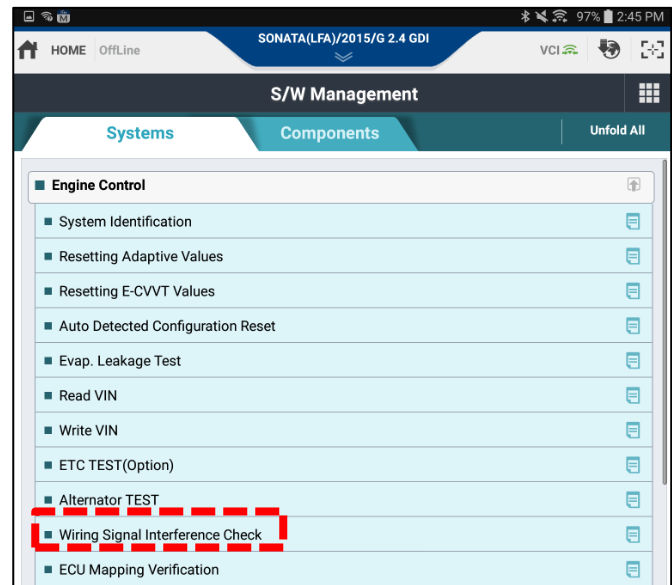 97% 2:45 PM
HOME OffLine
SONATA(LFA)/2015/G 2.4 GDI
VCI
S/W Management
Systems
Components
Unfold All
Engine Control
System Identification
Resetting Adaptive Values
Resetting E-CVVT Values
Auto Detected Configuration Reset
Evap. Leakage Test
Read VIN
Write VIN
ETC TEST(Option)
Alternator TEST
Wiring Signal Interference Check
ECU Mapping Verification